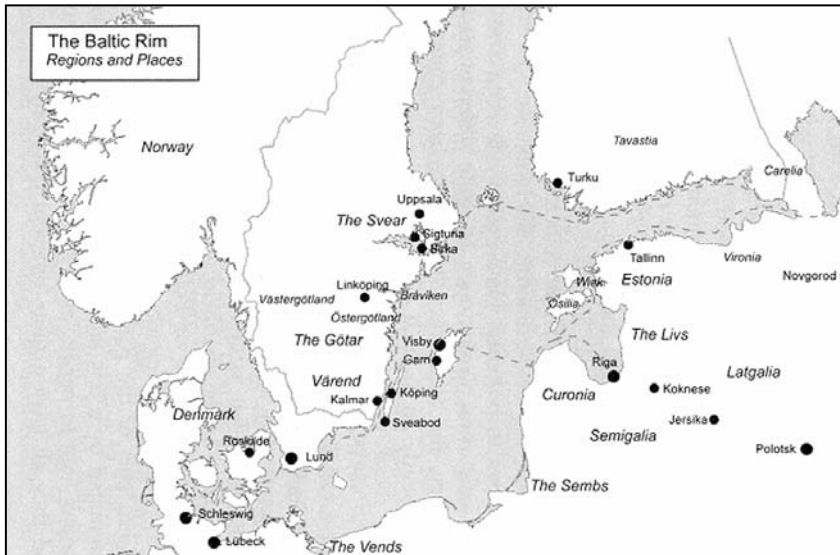 The Baltic Rim
Regions and Places
Norway
Tavastia
Carelia
Turku
Uppsala
The Svear
Sigtuna
Birka
Tallinn
Vironia
Novgorod
Estonia
Wiek
Ösilia
Linköping
Västergötland
Bråviken
Östergötland
The Götar
Visby
Garn
The Livs
Riga
Latgalia
Koknese
Värend
Kalmar
Köping
Curonia
Denmark
Sveabod
Jersika
Semigalia
Polotsk
Roskilde
Lund
The Sembs
Schleswig
Lübeck
The Vends